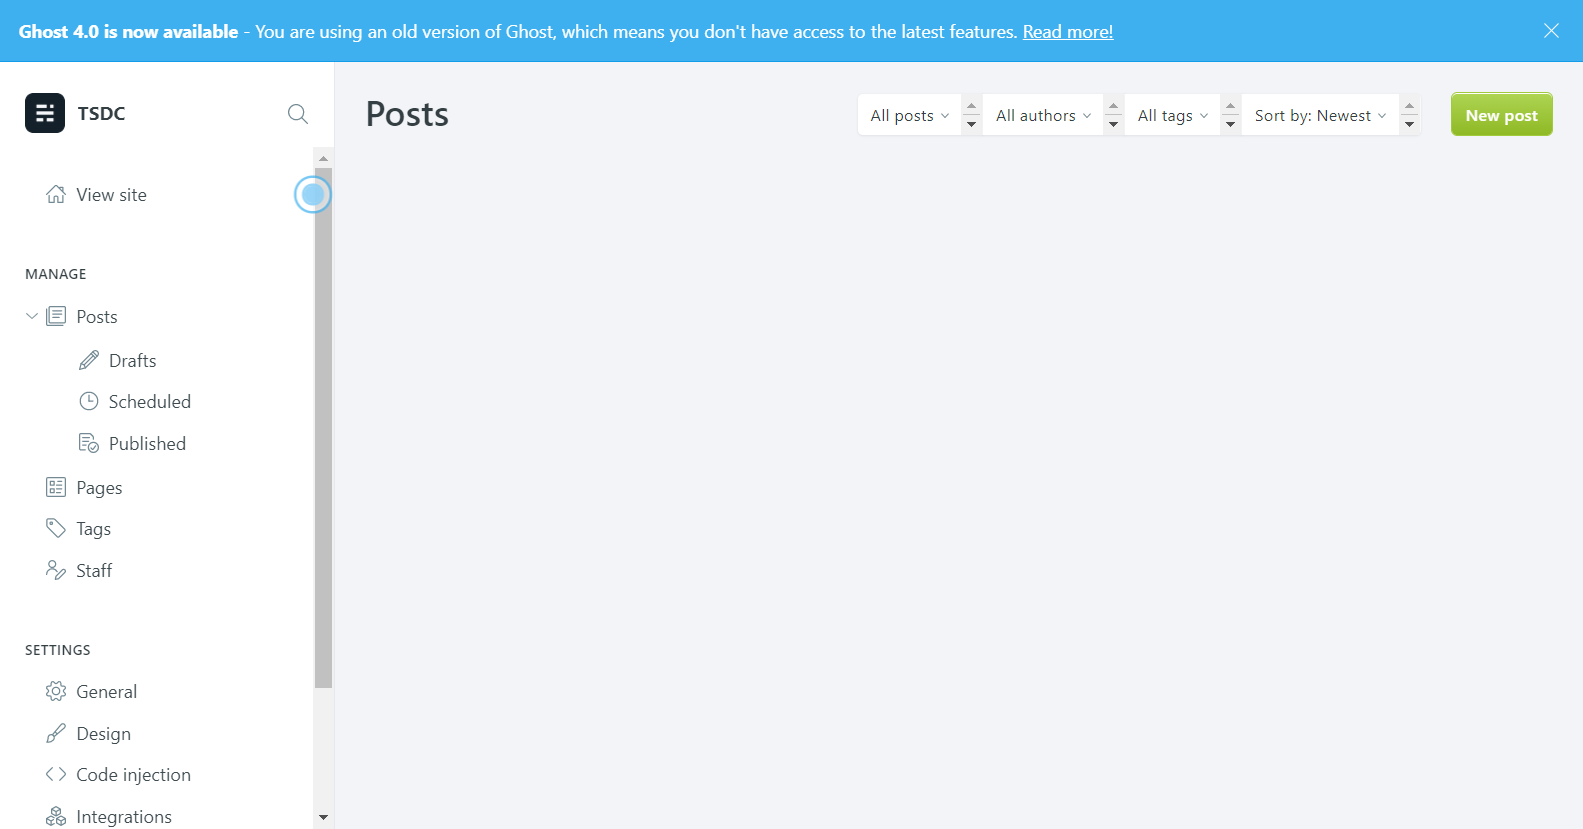 Ghost 4.0 is now available - You are using an old version of Ghost, which means you don't have access to the latest features. Read more!
TSDC
Posts
All posts
All authors
All tags
Sort by: Newest
New post
View site
MANAGE
Posts
Drafts
Scheduled
Published
Pages
Tags
Staff
SETTINGS
General
Design
Code injection
Integrations